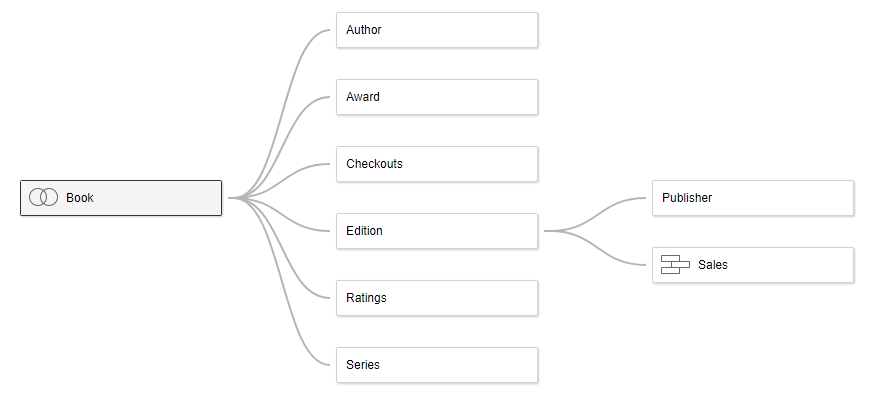 Author
Award
Checkouts
Book
Publisher
Edition
Sales
Ratings
Series